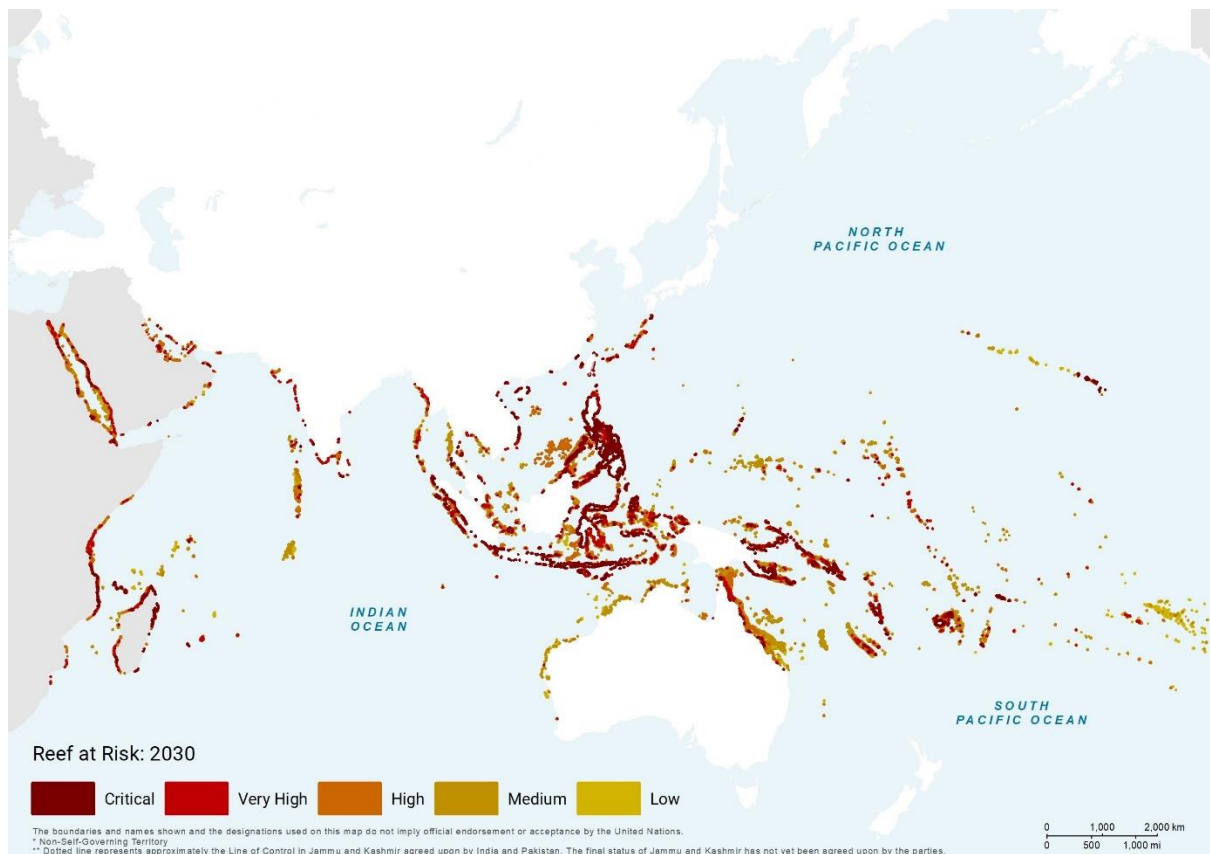 NORTH
PACIFIC OCEAN
INDIAN
OCEAN
SOUTH
PACIFIC OCEAN
Reef at Risk: 2030
Critical Very High High Medium Low
The boundaries and names shown and the designations used on this map do not imply official endorsement or acceptance by the United Nations.
* Non-Self-Governing Territory
** Dotted line represents approximately the Line of Control in Jammu and Kashmir agreed upon by India and Pakistan. The final status of Jammu and Kashmir has not yet been agreed upon by the parties.
0 1,000 2,000 km
0 500 1,000 mi